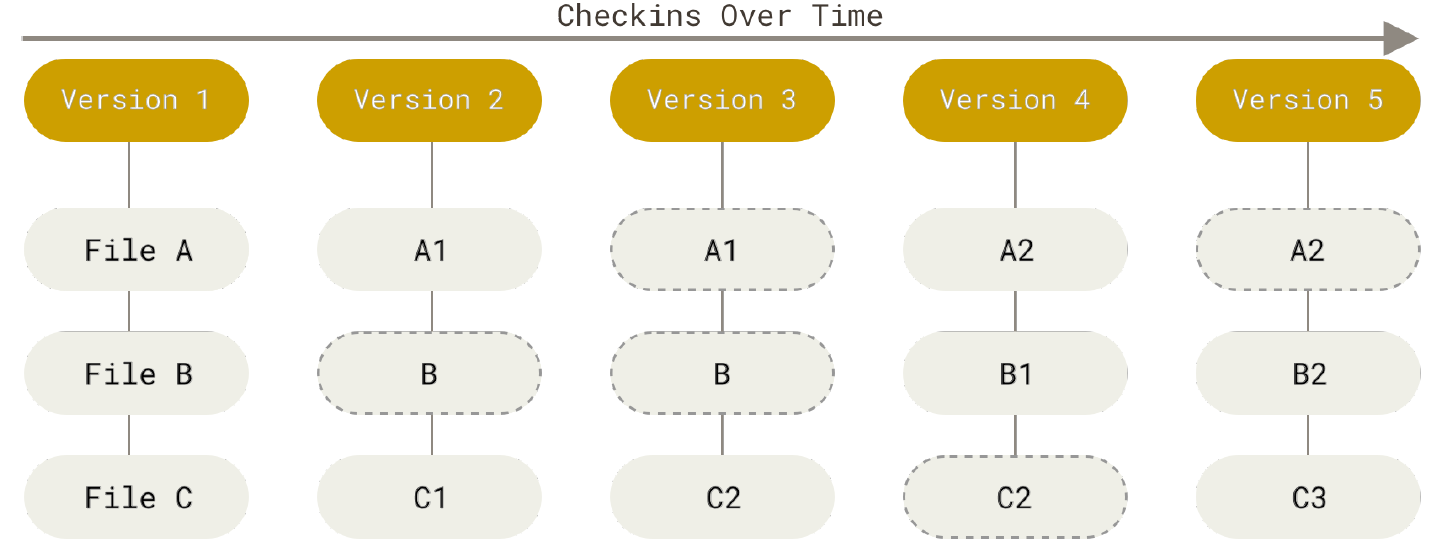 Checkins Over Time
Version 1 Version 2 Version 3 Version 4 Version 5
File A A1 A1 A2 A2
File B B B B1 B2
File C C1 C2 C2 C3